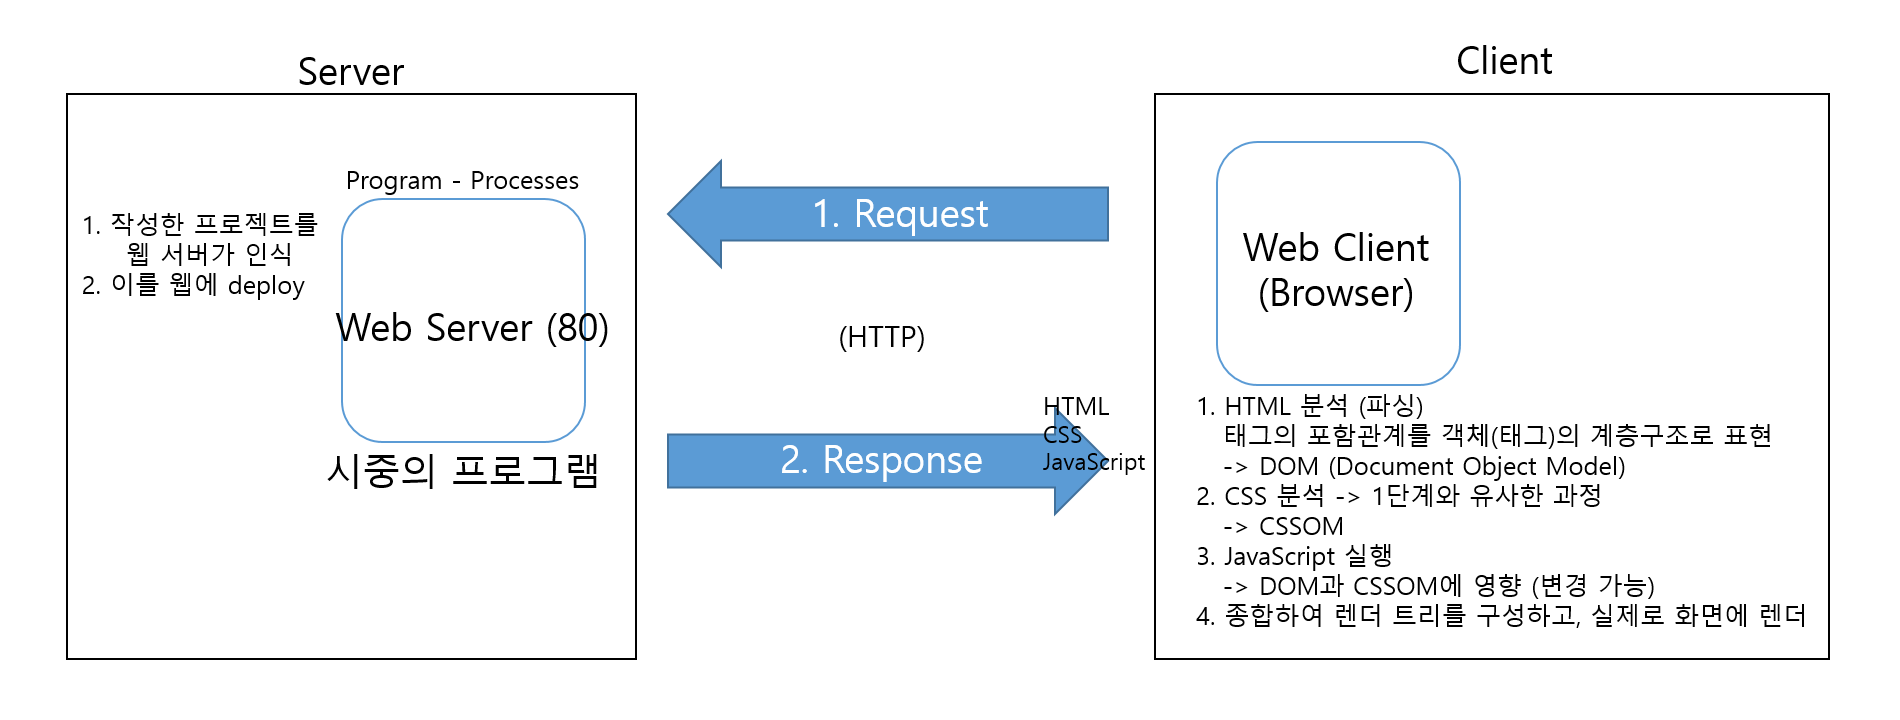 Server
Program - Processes
1. 작성한 프로젝트를
웹 서버가 인식
2. 이를 웹에 deploy
Web Server (80)
시중의 프로그램
1. Request
(HTTP)
2. Response
HTML
CSS
JavaScript
Client
Web Client
(Browser)
1. HTML 분석 (파싱)
태그의 포함관계를 객체(태그)의 계층구조로 표현
-> DOM (Document Object Model)
2. CSS 분석 -> 1단계와 유사한 과정
-> CSSOM
3. JavaScript 실행
-> DOM과 CSSOM에 영향 (변경 가능)
4. 종합하여 렌더 트리를 구성하고, 실제로 화면에 렌더